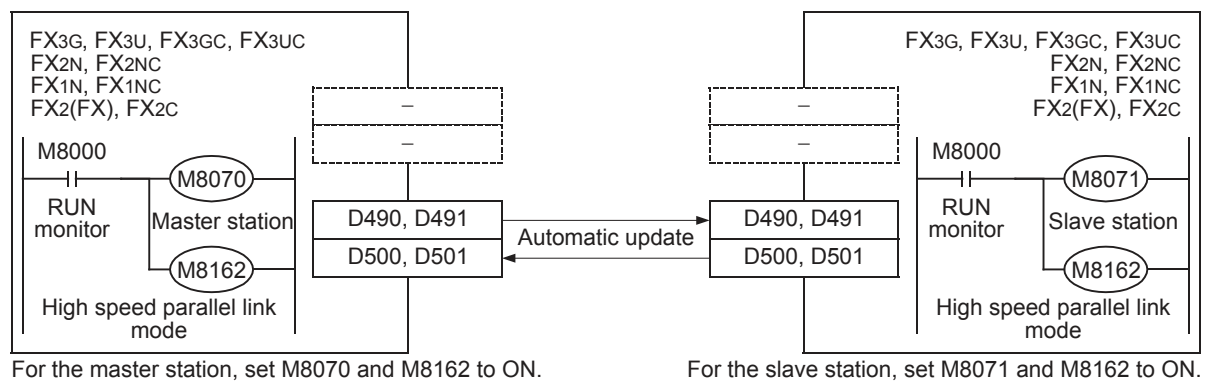 FX3G, FX3U, FX3GC, FX3UC
FX2N, FX2NC
FX1N, FX1NC
FX2(FX), FX2C
M8000
M8070
RUN
monitor
Master station
M8162
High speed parallel link
mode
–
–
D490, D491
D500, D501
Automatic update
–
–
D490, D491
D500, D501
FX3G, FX3U, FX3GC, FX3UC
FX2N, FX2NC
FX1N, FX1NC
FX2(FX), FX2C
M8000
M8071
RUN
monitor
Slave station
M8162
High speed parallel link
mode
For the master station, set M8070 and M8162 to ON.
For the slave station, set M8071 and M8162 to ON.